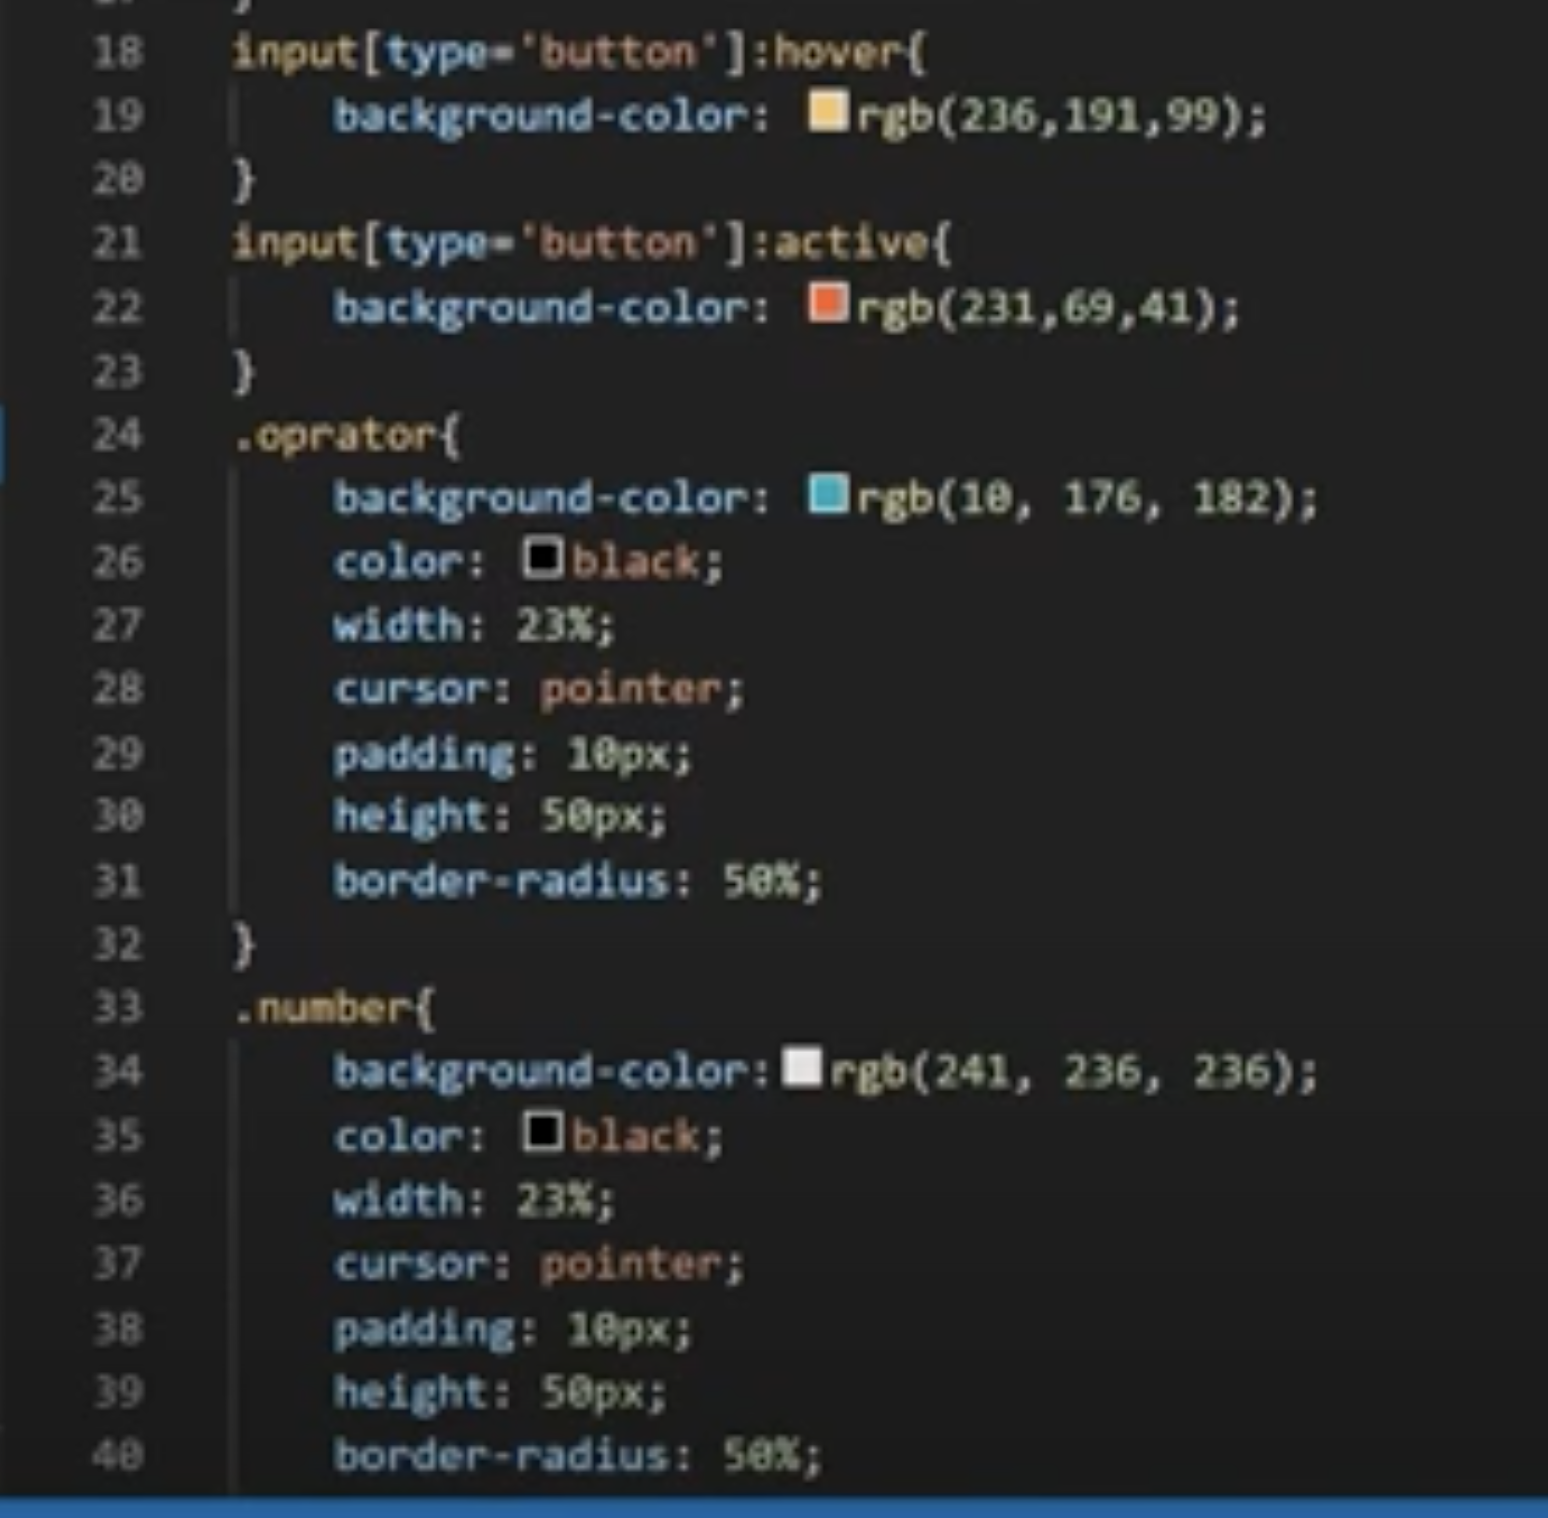 18 input[type='button']:hover{
19 background-color: rgb(236,191,99);
20 }
21 input[type='button']:active{
22 background-color: rgb(231,69,41);
23 }
24 .oprator{
25 background-color: rgb(10, 176, 182);
26 color: black;
27 width: 23%;
28 cursor: pointer;
29 padding: 10px;
30 height: 50px;
31 border-radius: 50%;
32 }
33 .number{
34 background-color: rgb(241, 236, 236);
35 color: black;
36 width: 23%;
37 cursor: pointer;
38 padding: 10px;
39 height: 50px;
40 border-radius: 50%;